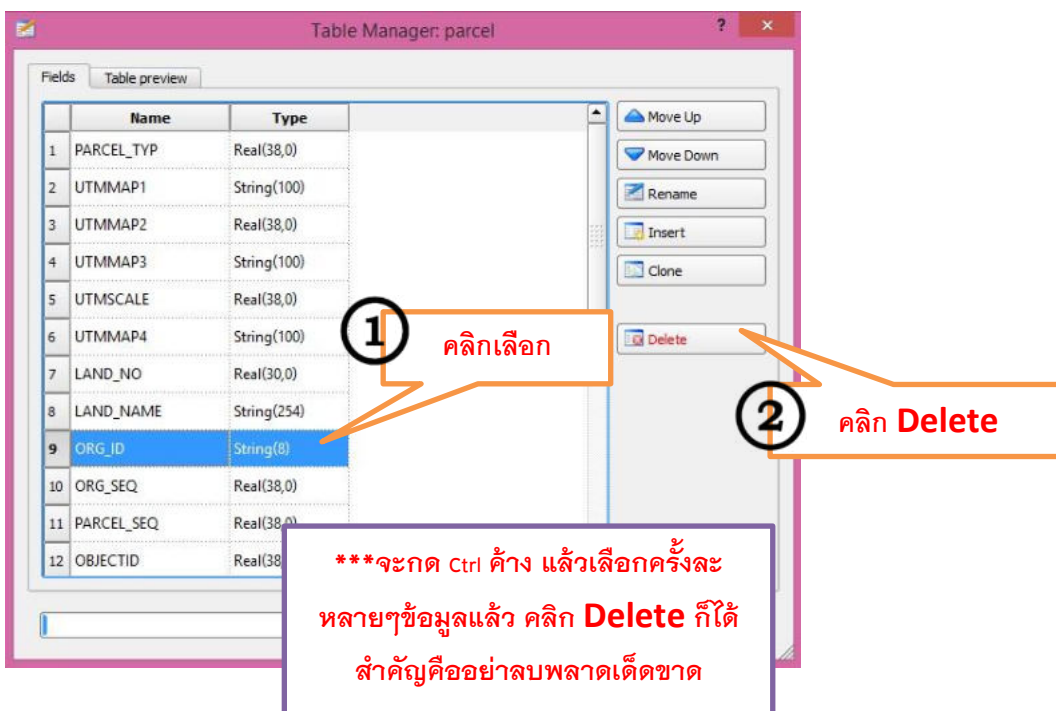 Table Manager: parcel
?
×
Fields Table preview
Name Type
1 PARCEL_TYP Real(38,0)
2 UTMMAP1 String(100)
3 UTMMAP2 Real(38,0)
4 UTMMAP3 String(100)
5 UTMSCALE Real(38,0)
6 UTMMAP4 String(100)
7 LAND_NO Real(30,0)
8 LAND_NAME String(254)
9 ORG_ID String(8)
10 ORG_SEQ Real(38,0)
11 PARCEL_SEQ Real(38,0)
12 OBJECTID Real(38
Move Up
Move Down
Rename
Insert
Clone
Delete
1 คลิกเลือก
2 คลิก Delete
***จะกด Ctrl ค้าง แล้วเลือกครั้งละ
หลายๆข้อมูลแล้ว คลิก Delete ก็ได้
สำคัญคืออย่าลบพลาดเด็ดขาด